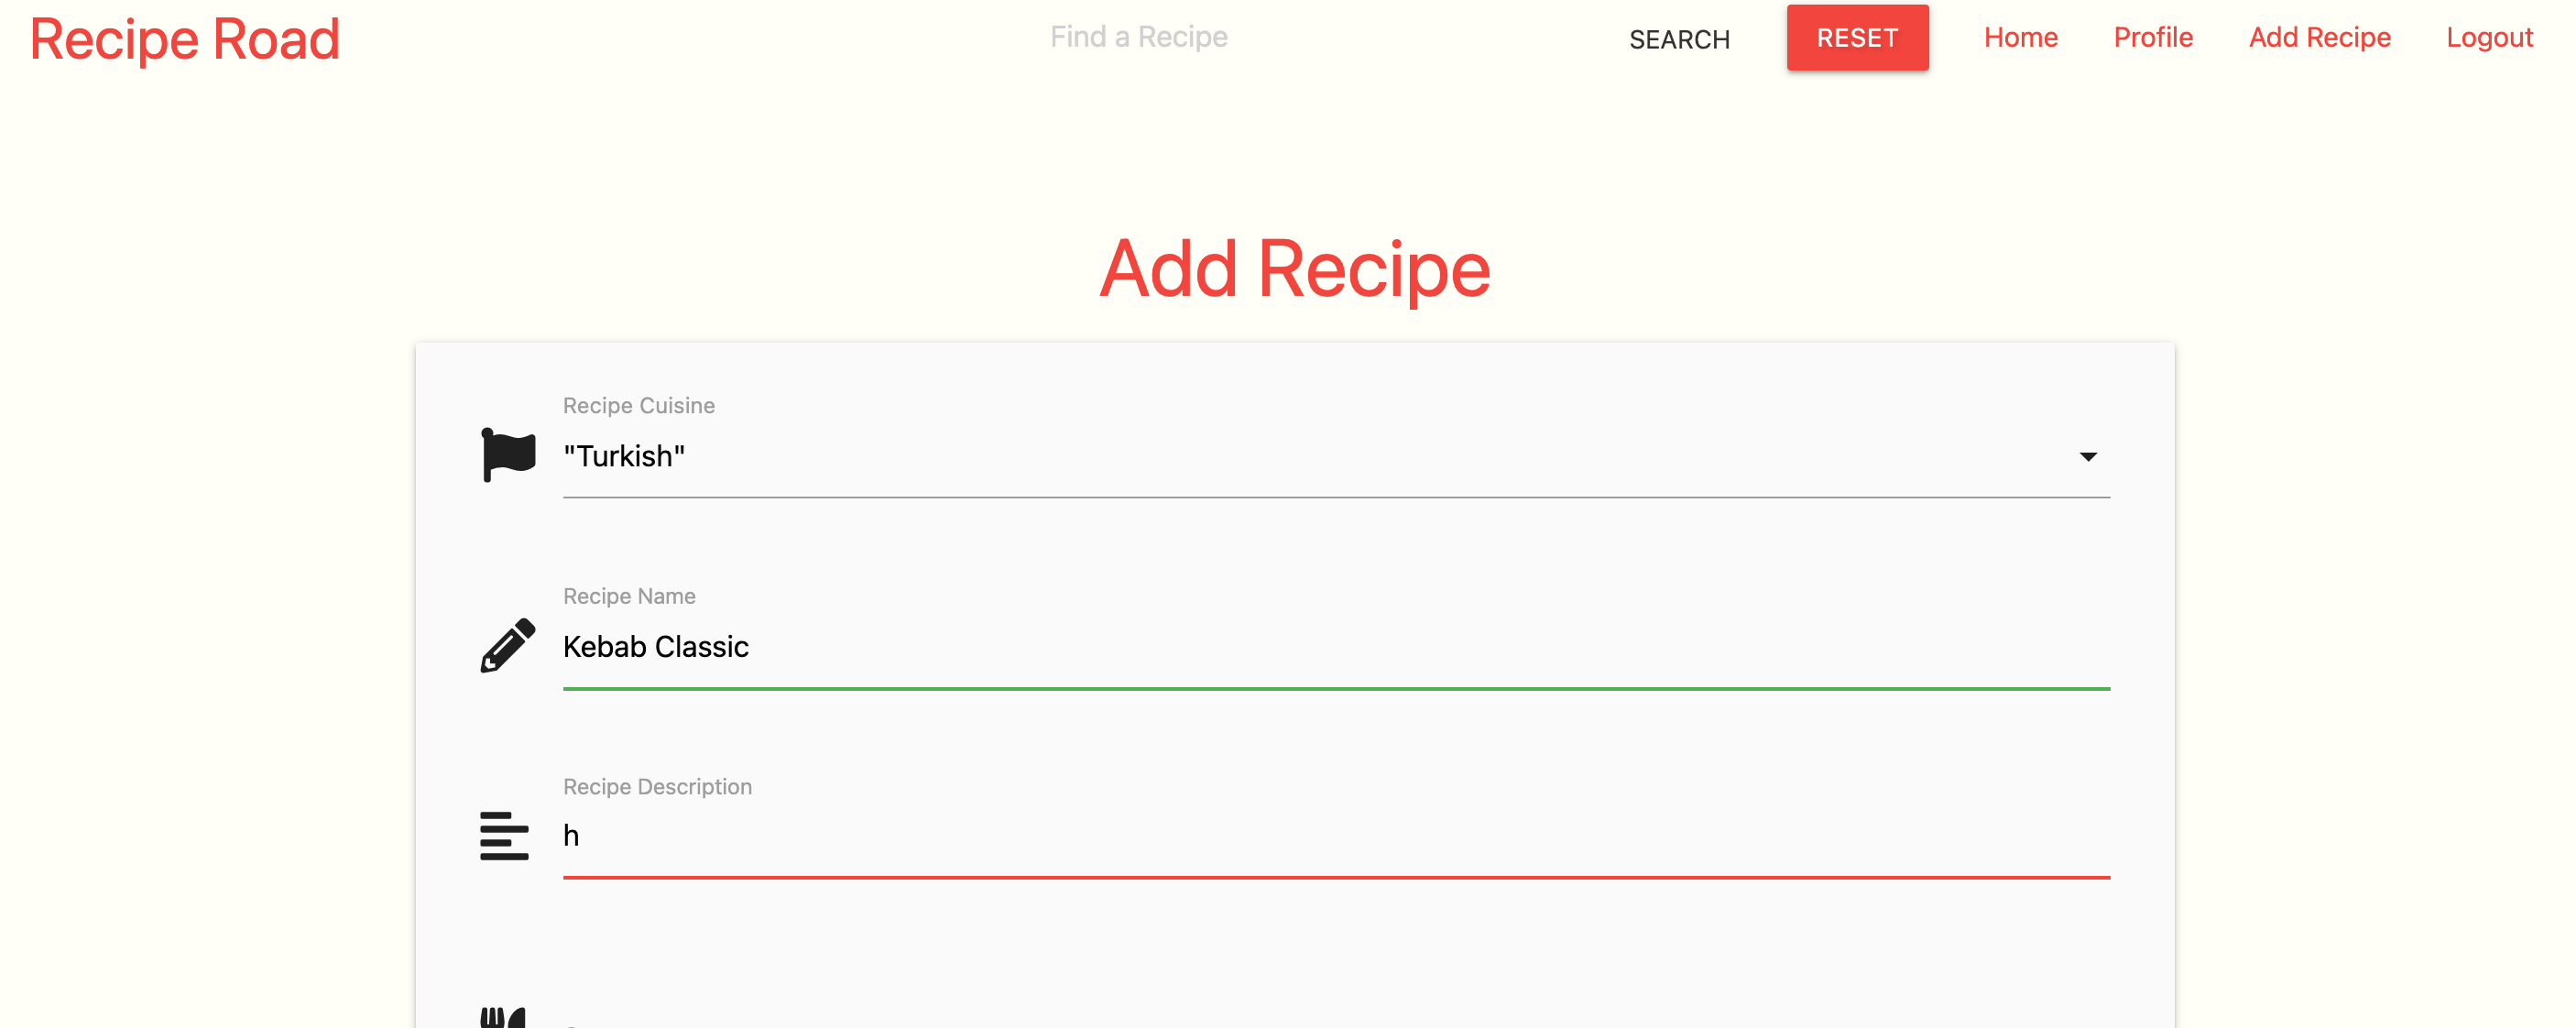 Recipe Road
Find a Recipe
SEARCH
RESET
Home
Profile
Add Recipe
Logout
Add Recipe
Recipe Cuisine
"Turkish"
Recipe Name
Kebab Classic
Recipe Description
h